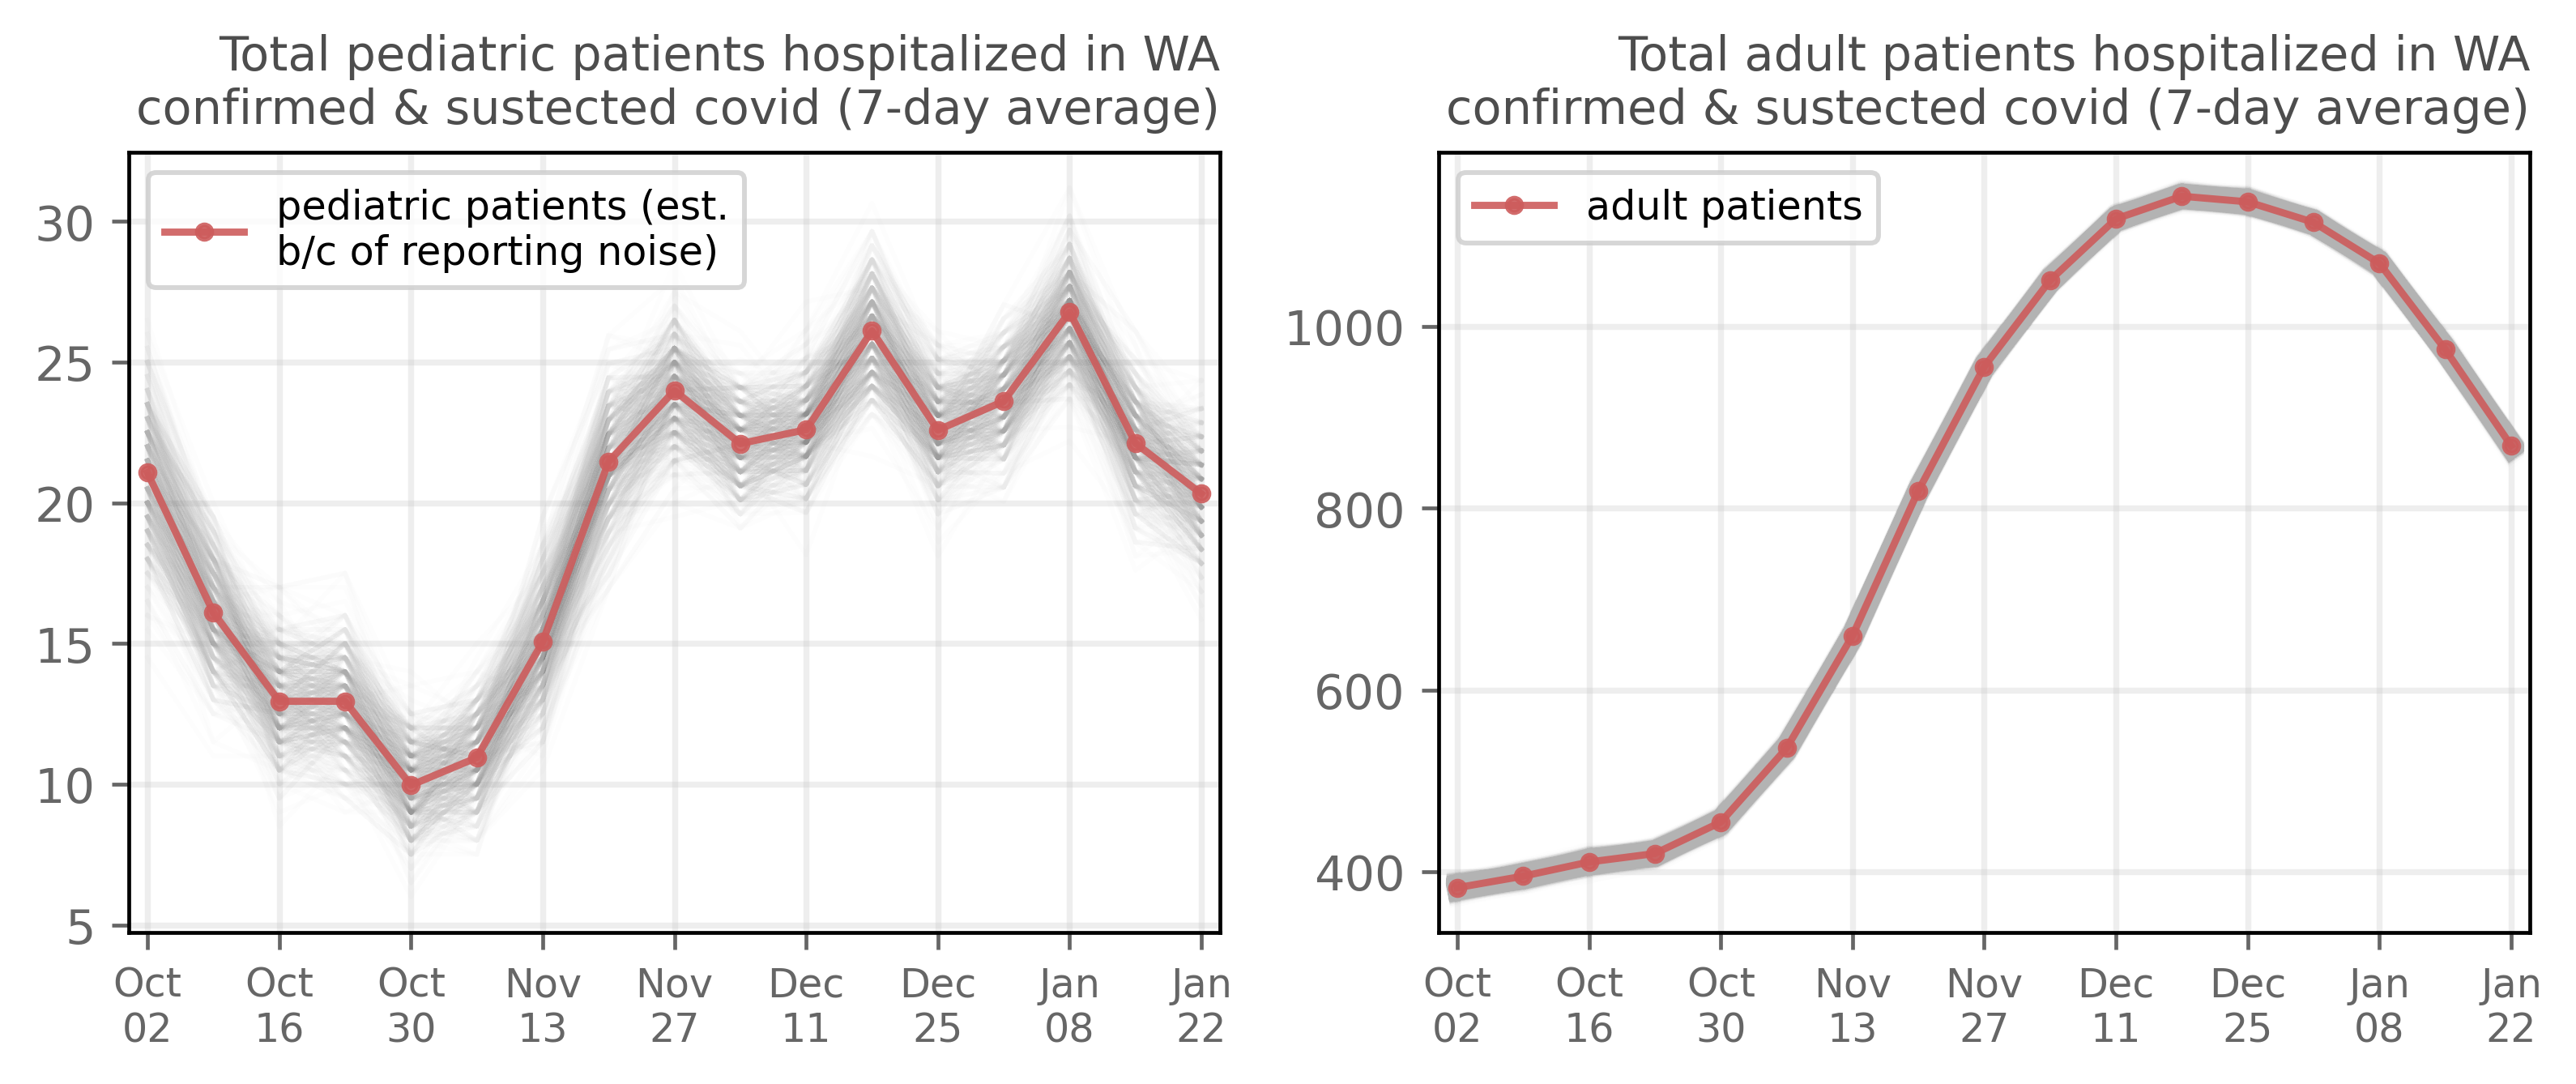 Total pediatric patients hospitalized in WA
confirmed & sustected covid (7-day average)
pediatric patients (est.
b/c of reporting noise)
30
25
20
15
10
5
Oct
02
Oct
16
Oct
30
Nov
13
Nov
27
Dec
11
Dec
25
Jan
08
Jan
22
Total adult patients hospitalized in WA
confirmed & sustected covid (7-day average)
adult patients
1000
800
600
400
Oct
02
Oct
16
Oct
30
Nov
13
Nov
27
Dec
11
Dec
25
Jan
08
Jan
22